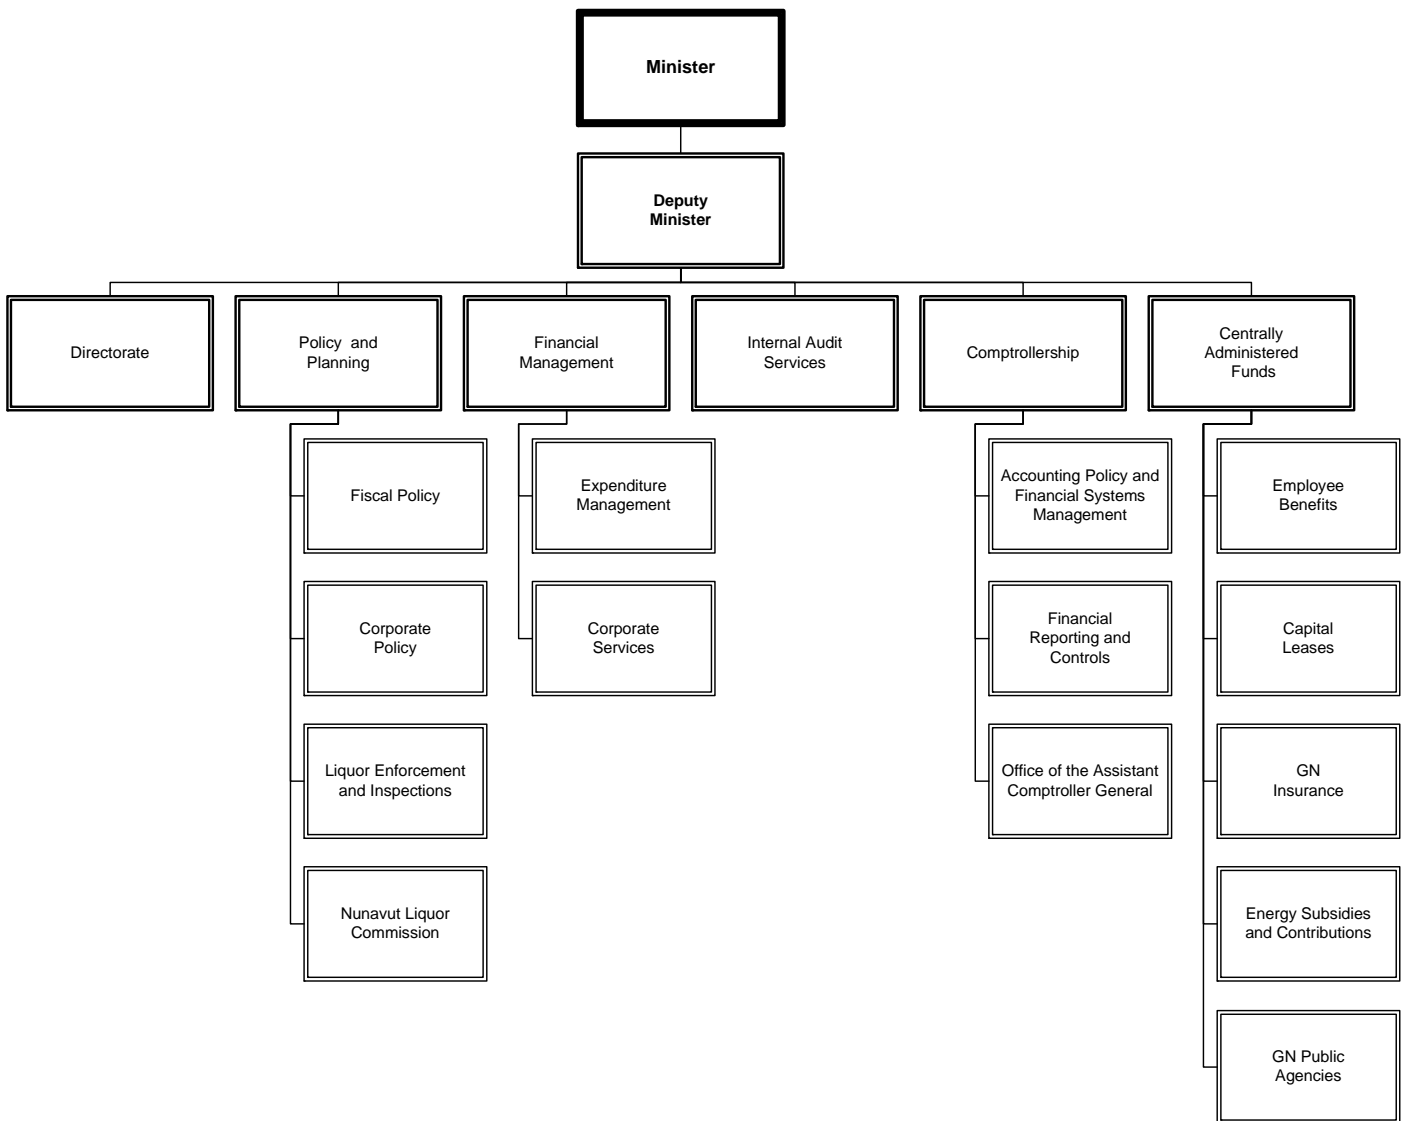 Minister
Deputy
Minister
Directorate
Policy and
Planning
Financial
Management
Internal Audit
Services
Comptrollership
Centrally
Administered
Funds
Fiscal Policy
Corporate
Policy
Liquor Enforcement
and Inspections
Nunavut Liquor
Commission
Expenditure
Management
Corporate
Services
Accounting Policy and
Financial Systems
Management
Financial
Reporting and
Controls
Office of the Assistant
Comptroller General
Employee
Benefits
Capital
Leases
GN
Insurance
Energy Subsidies
and Contributions
GN Public
Agencies